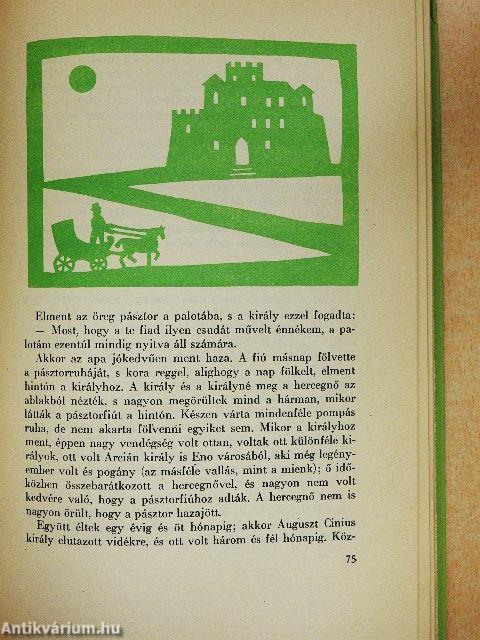 Elment az öreg pásztor a palotába, s a király ezzel fogadta:
— Most, hogy a te fiad ilyen csudát művelt énnékem, a pa-
lotám ezentúl mindig nyitva áll számára.
Akkor az apa jókedvűen ment haza. A fiú másnap fölvette
a pásztorruháját, s kora reggel, alighogy a nap fölkelt, elment
hintón a királyhoz. A király és a királyné meg a hercegnő az
ablakból nézték, s nagyon megörültek mind a hárman, mikor
látták a pásztorfiút a hintón. Készen várta mindenféle pompás
ruha, de nem akarta fölvenni egyiket sem. Mikor a királyhoz
ment, éppen nagy vendégség volt ottan, voltak ott különféle ki-
rályok, ott volt Arcián király is Eno városából, aki még legény-
ember volt és pogány (az másféle vallás, mint a mienk); ő idő-
közben összebarátkozott a hercegnővel, és nagyon nem volt
kedvére való, hogy a pásztorfiúhoz adták. A hercegnő nem is
nagyon örült, hogy a pásztor hazajött.
Együtt éltek egy évig és öt hónapig; akkor Auguszt Cinius
király elutazott vidékre, és ott volt három és fél hónapig. Köz-
75
Antikvárium.hu